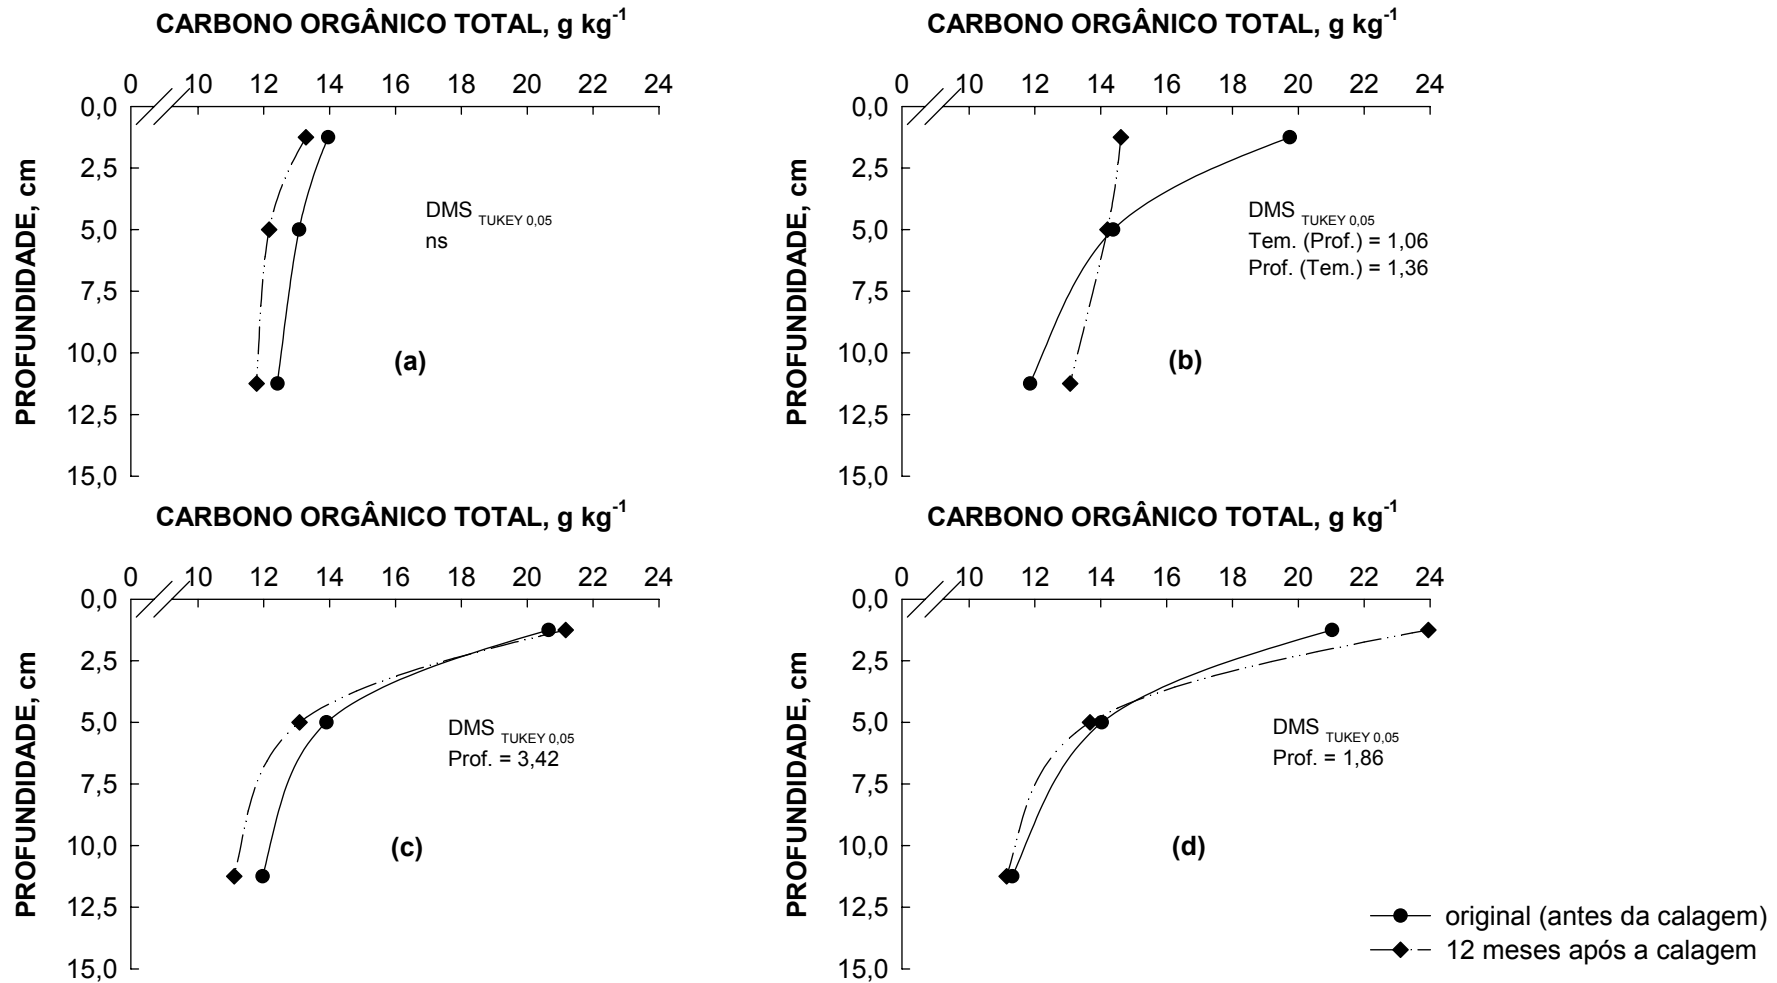 CARBONO ORGÂNICO TOTAL, g kg-1
0 10 12 14 16 18 20 22 24
PROFUNDIDADE, cm
0,0
2,5
5,0
7,5
10,0
12,5
15,0
DMS TUKEY 0,05
ns
(a)
CARBONO ORGÂNICO TOTAL, g kg-1
0 10 12 14 16 18 20 22 24
PROFUNDIDADE, cm
0,0
2,5
5,0
7,5
10,0
12,5
15,0
DMS TUKEY 0,05
Tem. (Prof.) = 1,06
Prof. (Tem.) = 1,36
(b)
CARBONO ORGÂNICO TOTAL, g kg-1
0 10 12 14 16 18 20 22 24
PROFUNDIDADE, cm
0,0
2,5
5,0
7,5
10,0
12,5
15,0
DMS TUKEY 0,05
Prof. = 3,42
(c)
CARBONO ORGÂNICO TOTAL, g kg-1
0 10 12 14 16 18 20 22 24
PROFUNDIDADE, cm
0,0
2,5
5,0
7,5
10,0
12,5
15,0
DMS TUKEY 0,05
Prof. = 1,86
(d)
original (antes da calagem)
12 meses após a calagem